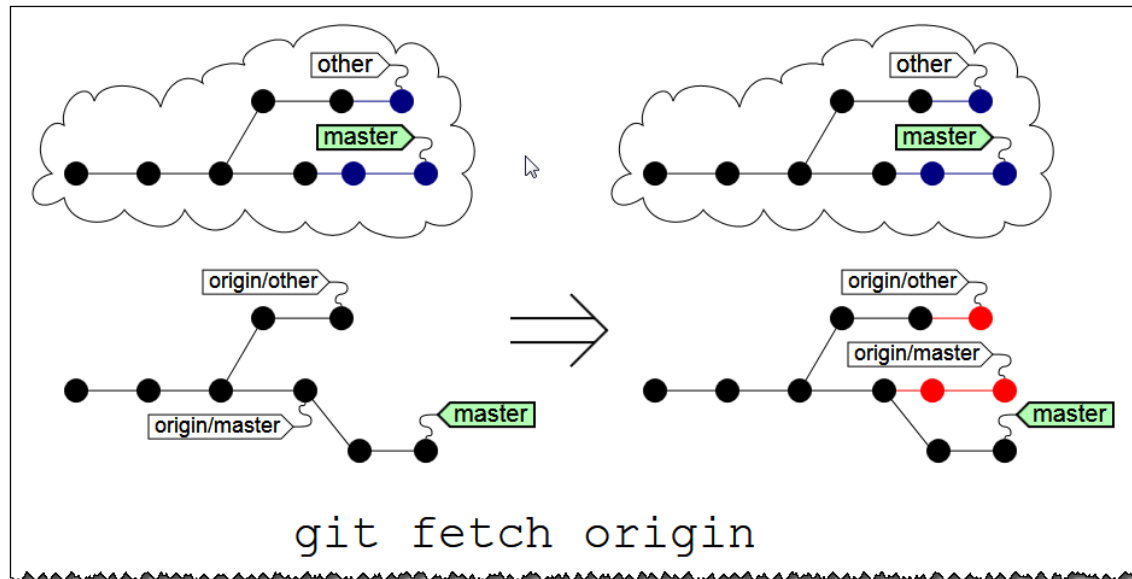 other
other
master
master
origin/other
origin/other
origin/master
master
master
origin/master
git fetch origin